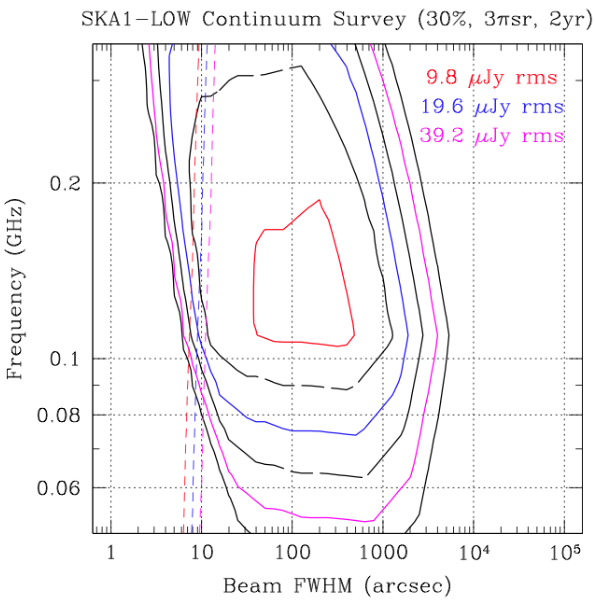 SKA1-LOW Continuum Survey (30%, 3πsr, 2yr)
9.8 μJy rms
19.6 μJy rms
39.2 μJy rms
Frequency (GHz)
0.2
0.1
0.08
0.06
1 10 100 1000 10⁴ 10⁵
Beam FWHM (arcsec)